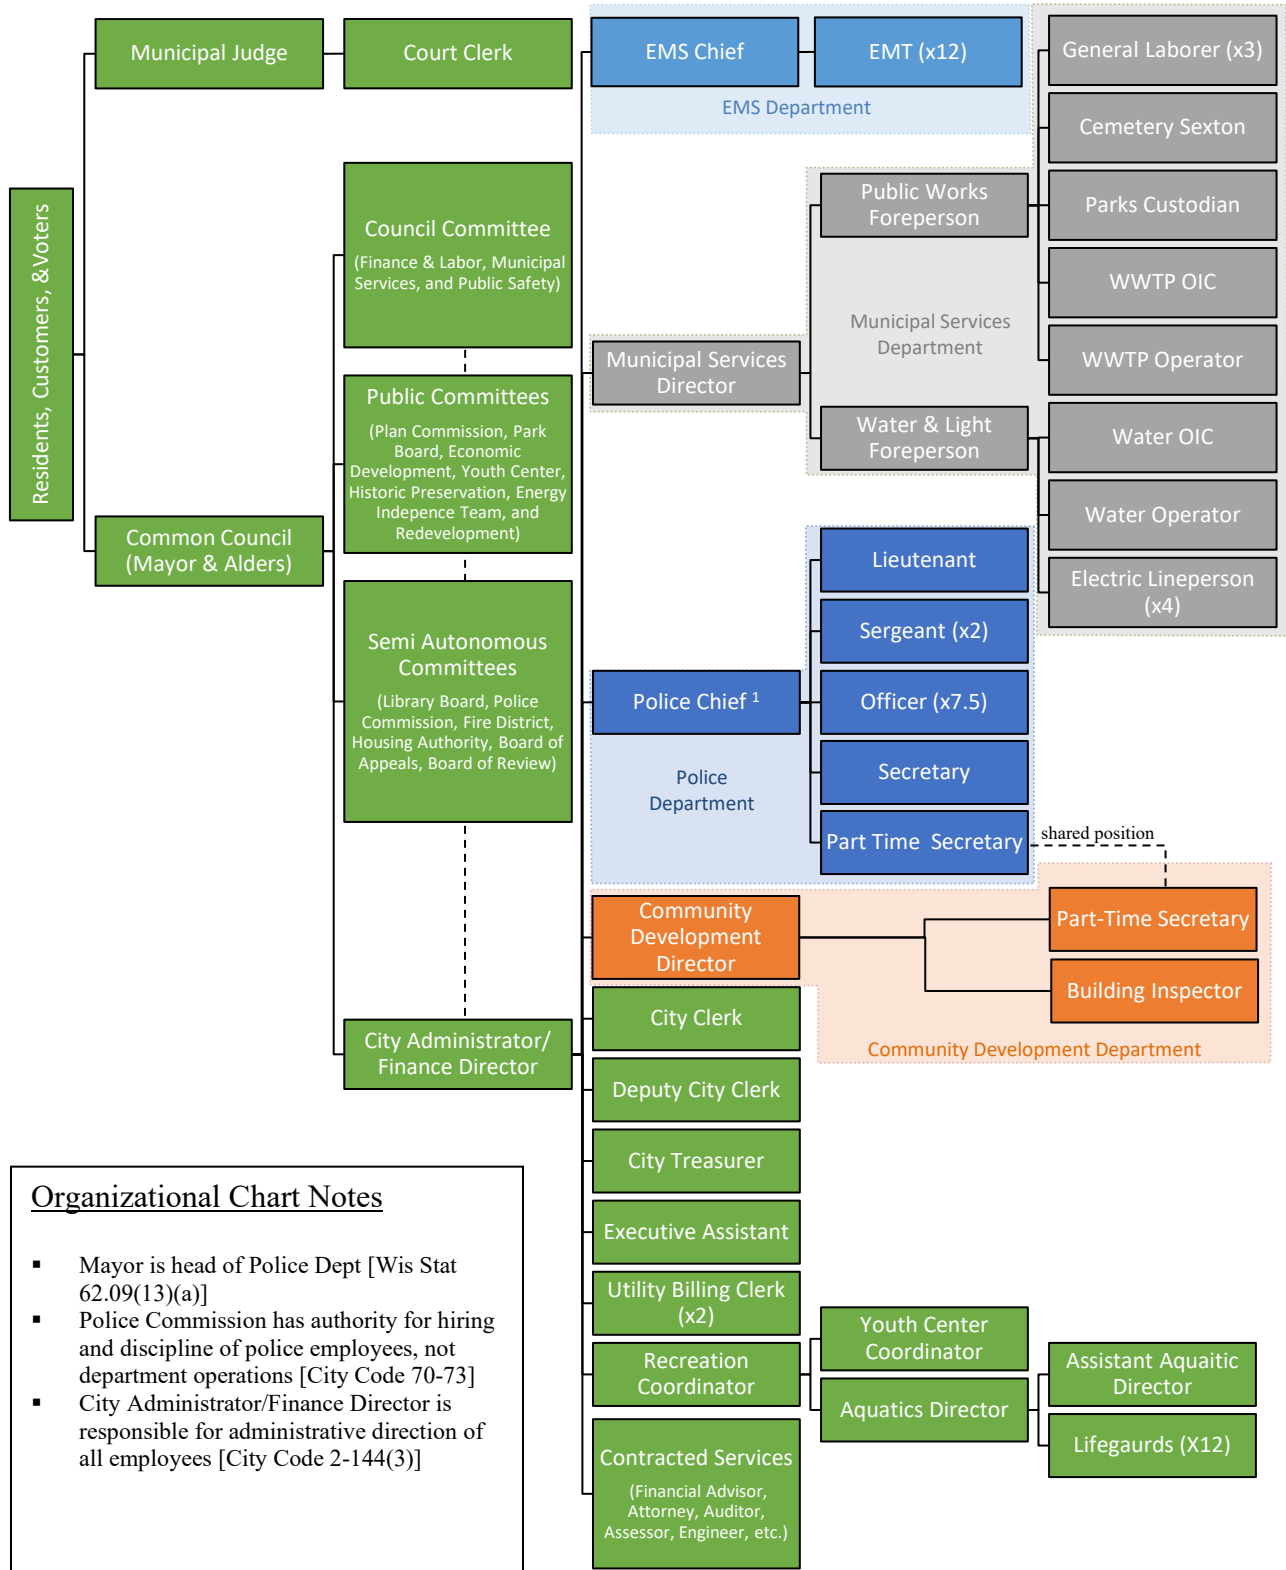 Residents, Customers, &Voters
Municipal Judge
Court Clerk
Common Council
(Mayor & Alders)
Council Committee
(Finance & Labor, Municipal
Services, and Public Safety)
Public Committees
(Plan Commission, Park
Board, Economic
Development, Youth Center,
Historic Preservation, Energy
Indepence Team, and
Redevelopment)
Semi Autonomous
Committees
(Library Board, Police
Commission, Fire District,
Housing Authority, Board of
Appeals, Board of Review)
City Administrator/
Finance Director
EMS Chief
EMT (x12)
EMS Department
Municipal Services
Director
Municipal Services
Department
Public Works
Foreperson
Water & Light
Foreperson
General Laborer (x3)
Cemetery Sexton
Parks Custodian
WWTP OIC
WWTP Operator
Water OIC
Water Operator
Electric Lineperson
(x4)
Police Chief 1
Police
Department
Lieutenant
Sergeant (x2)
Officer (x7.5)
Secretary
Part Time  Secretary
shared position
Community
Development
Director
Part-Time Secretary
Building Inspector
Community Development Department
City Clerk
Deputy City Clerk
City Treasurer
Executive Assistant
Utility Billing Clerk
(x2)
Recreation
Coordinator
Youth Center
Coordinator
Aquatics Director
Assistant Aquaitic
Director
Lifegaurds (X12)
Contracted Services
(Financial Advisor,
Attorney, Auditor,
Assessor, Engineer, etc.)
Organizational Chart Notes
▪ Mayor is head of Police Dept [Wis Stat
62.09(13)(a)]
▪ Police Commission has authority for hiring
and discipline of police employees, not
department operations [City Code 70-73]
▪ City Administrator/Finance Director is
responsible for administrative direction of
all employees [City Code 2-144(3)]